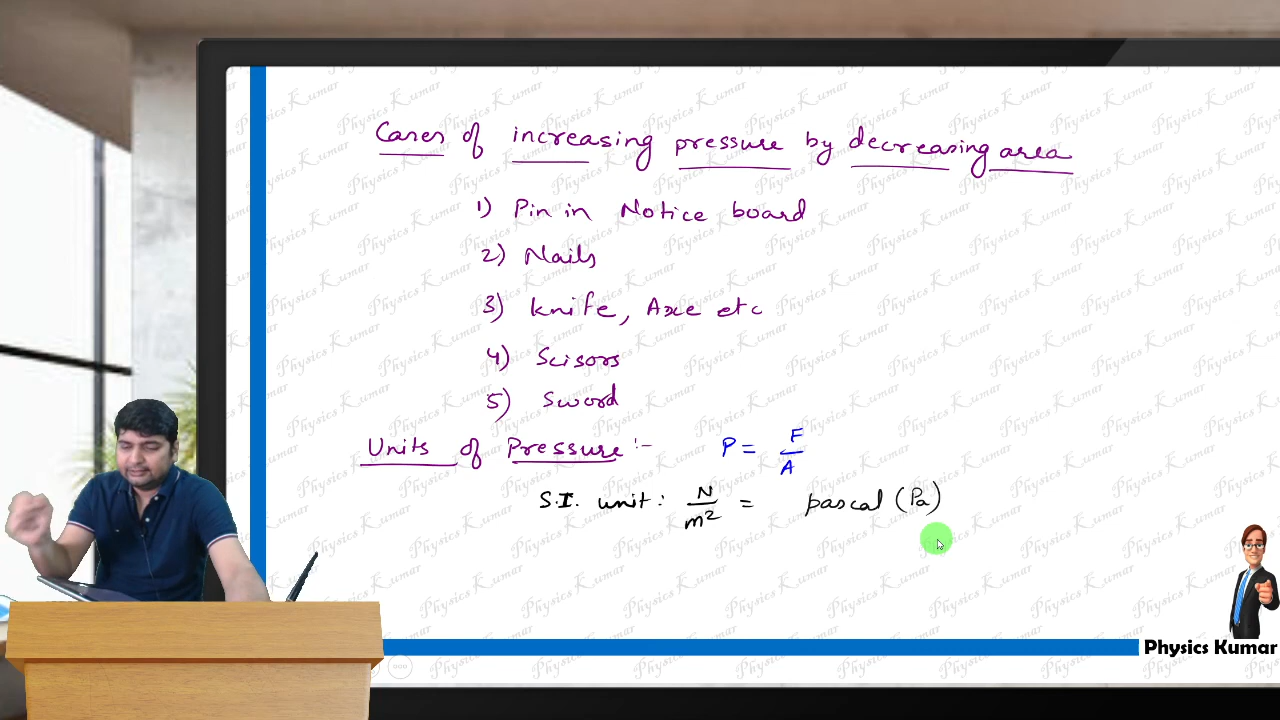 Cases of increasing pressure by decreasing area
1) Pin in Notice board
2) Nails
3) knife, Axe etc
4) Scisors
5) Sword
Units of Pressure :- P = F/A
S.I. unit : N/m² = pascal (Pa)
Physics Kumar